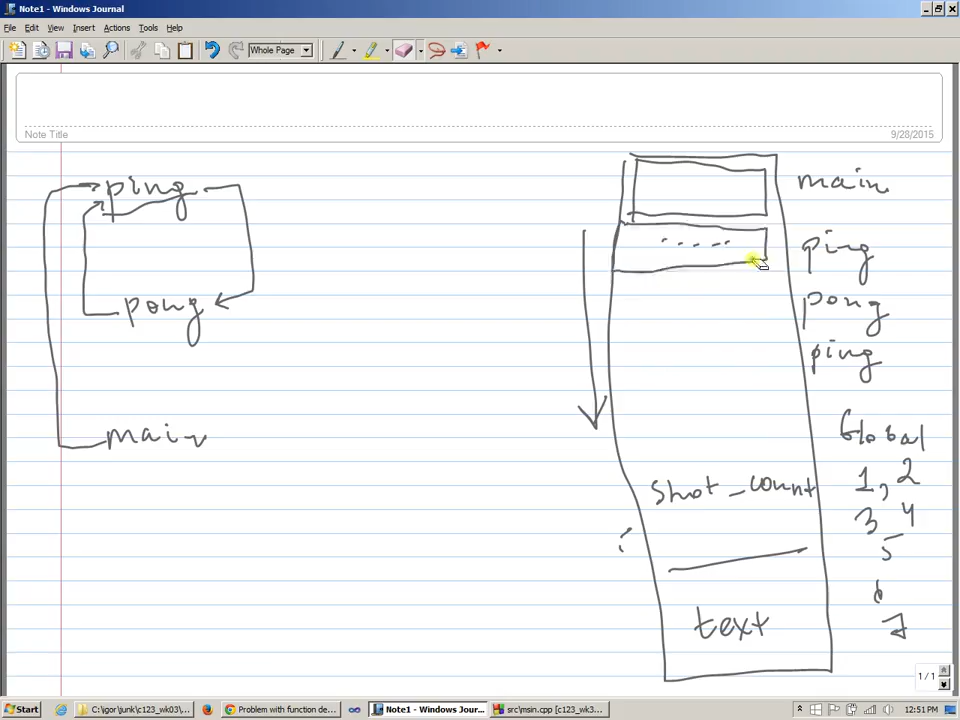 Note1 - Windows Journal
File Edit View Insert Actions Tools Help
Whole Page
Note Title
9/28/2015
ping
pong
main
main
ping
pong
ping
Global
shot_count
1, 2
3 4
5
6
7
text
1/1
Start
C:\igor\junk\c123_wk03\...
Problem with function de...
Note1 - Windows Jour...
src\msin.cpp [c123_wk3...
12:51 PM